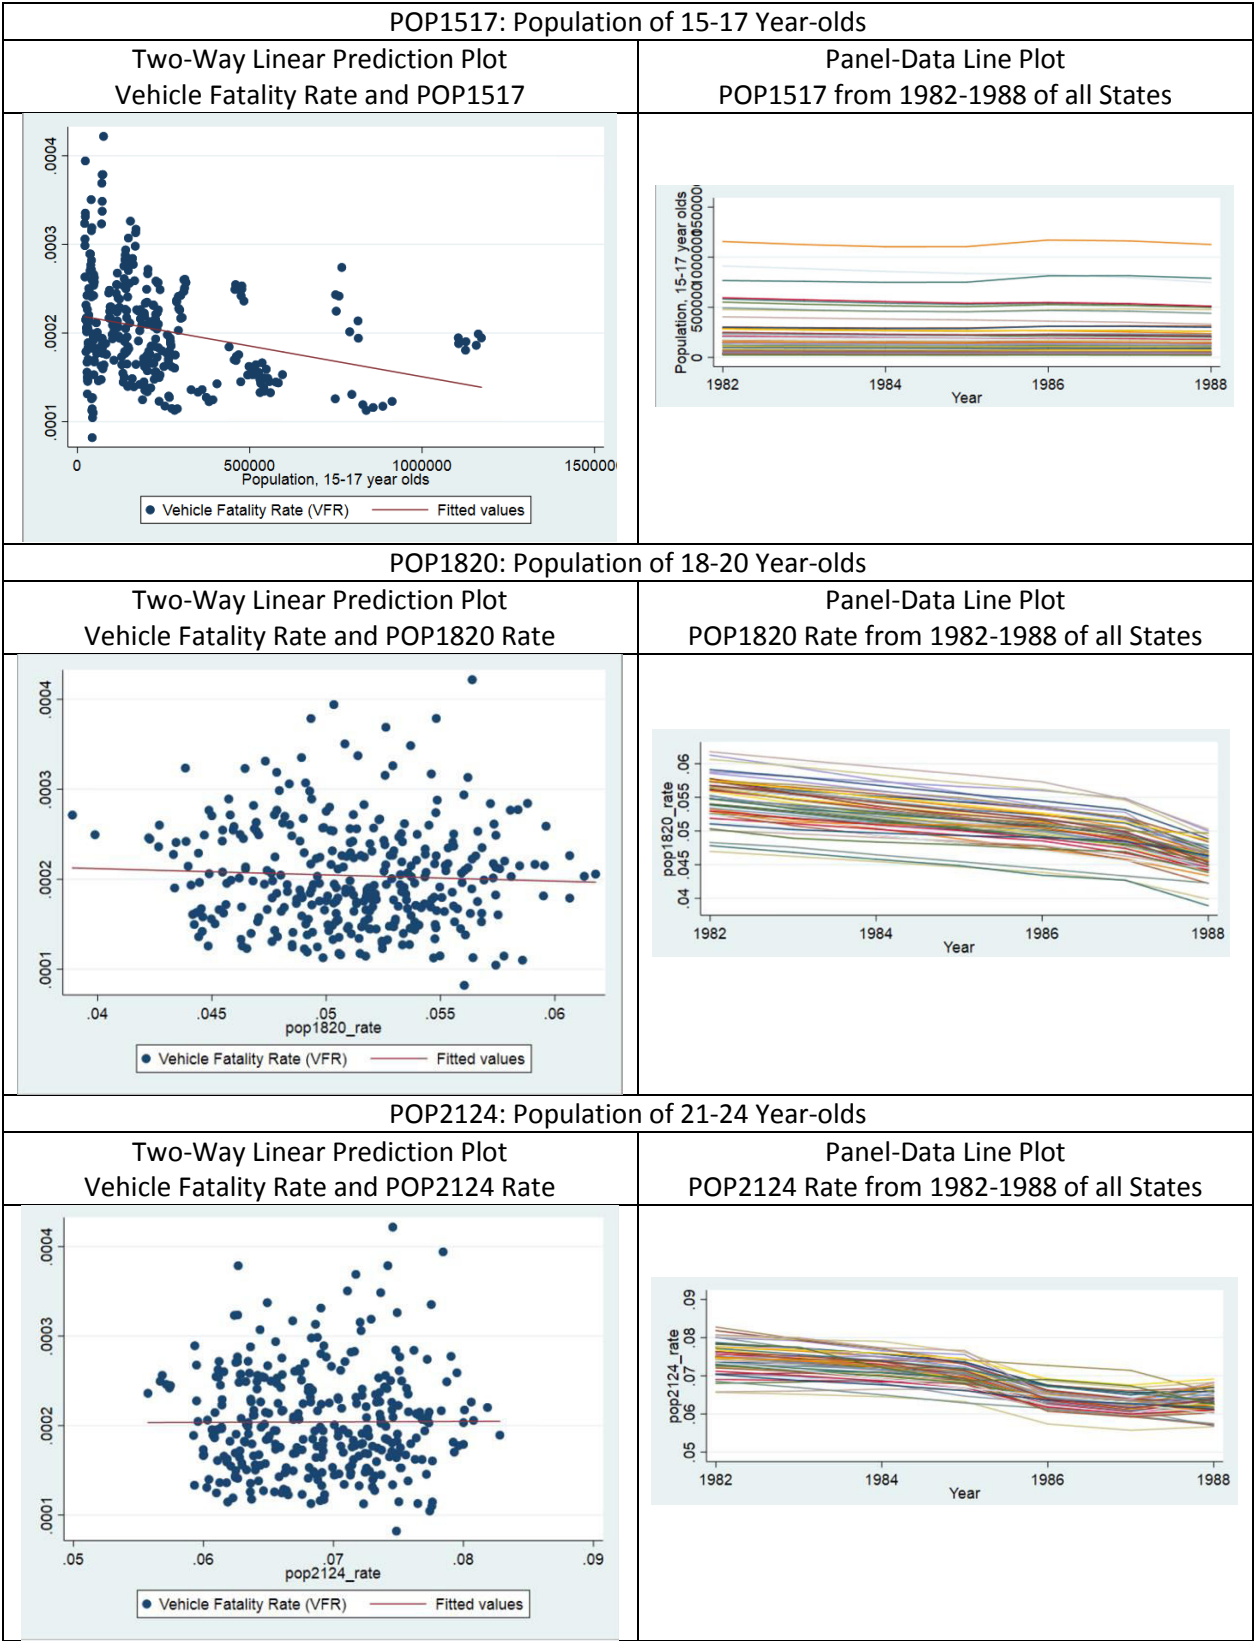 POP1517: Population of 15-17 Year-olds
Two-Way Linear Prediction Plot
Vehicle Fatality Rate and POP1517
Panel-Data Line Plot
POP1517 from 1982-1988 of all States
.0004
.0003
.0002
.0001
0 500000 1000000 150000
Population, 15-17 year olds
Vehicle Fatality Rate (VFR) Fitted values
Population, 15-17 year olds
0 500000 1000000 150000
1982 1984 1986 1988
Year
POP1820: Population of 18-20 Year-olds
Two-Way Linear Prediction Plot
Vehicle Fatality Rate and POP1820 Rate
Panel-Data Line Plot
POP1820 Rate from 1982-1988 of all States
.0004
.0003
.0002
.0001
.04 .045 .05 .055 .06
pop1820_rate
Vehicle Fatality Rate (VFR) Fitted values
pop1820_rate
.04 .045 .05 .055 .06
1982 1984 1986 1988
Year
POP2124: Population of 21-24 Year-olds
Two-Way Linear Prediction Plot
Vehicle Fatality Rate and POP2124 Rate
Panel-Data Line Plot
POP2124 Rate from 1982-1988 of all States
.0004
.0003
.0002
.0001
.05 .06 .07 .08 .09
pop2124_rate
Vehicle Fatality Rate (VFR) Fitted values
pop2124_rate
.05 .06 .07 .08 .09
1982 1984 1986 1988
Year